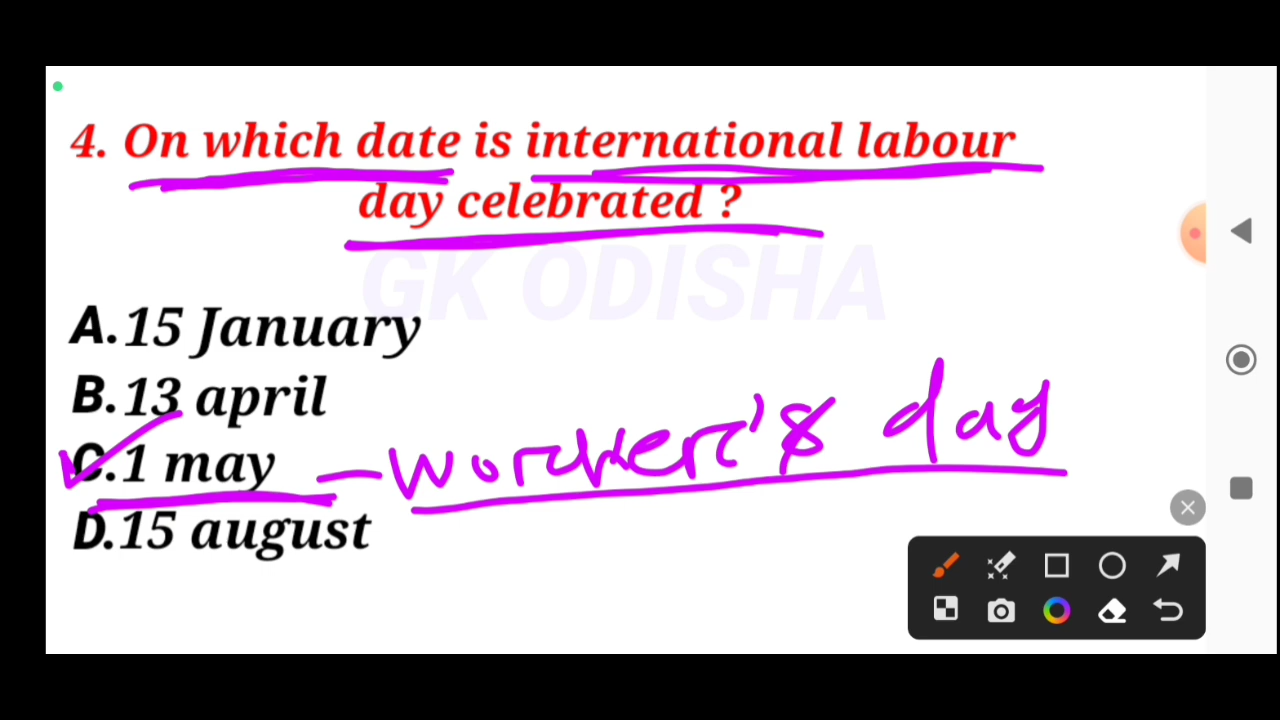 4. On which date is international labour
day celebrated ?
GK ODISHA
A.15 January
B.13 april
C.1 may - worker's day
D.15 august